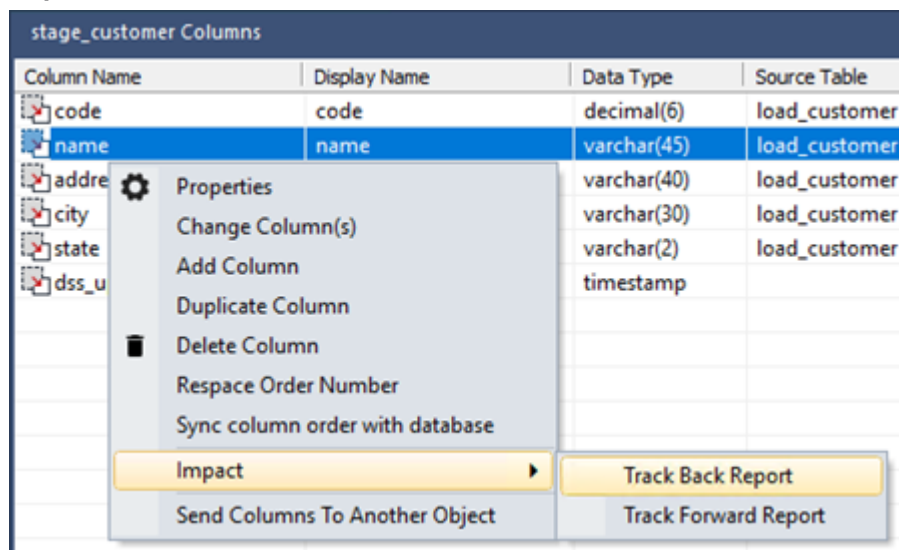 stage_customer Columns
Column Name Display Name Data Type Source Table
code code decimal(6) load_customer
name name varchar(45) load_customer
addre varchar(40) load_customer
city varchar(30) load_customer
state varchar(2) load_customer
dss_u timestamp
Properties
Change Column(s)
Add Column
Duplicate Column
Delete Column
Respace Order Number
Sync column order with database
Impact
Send Columns To Another Object
Track Back Report
Track Forward Report